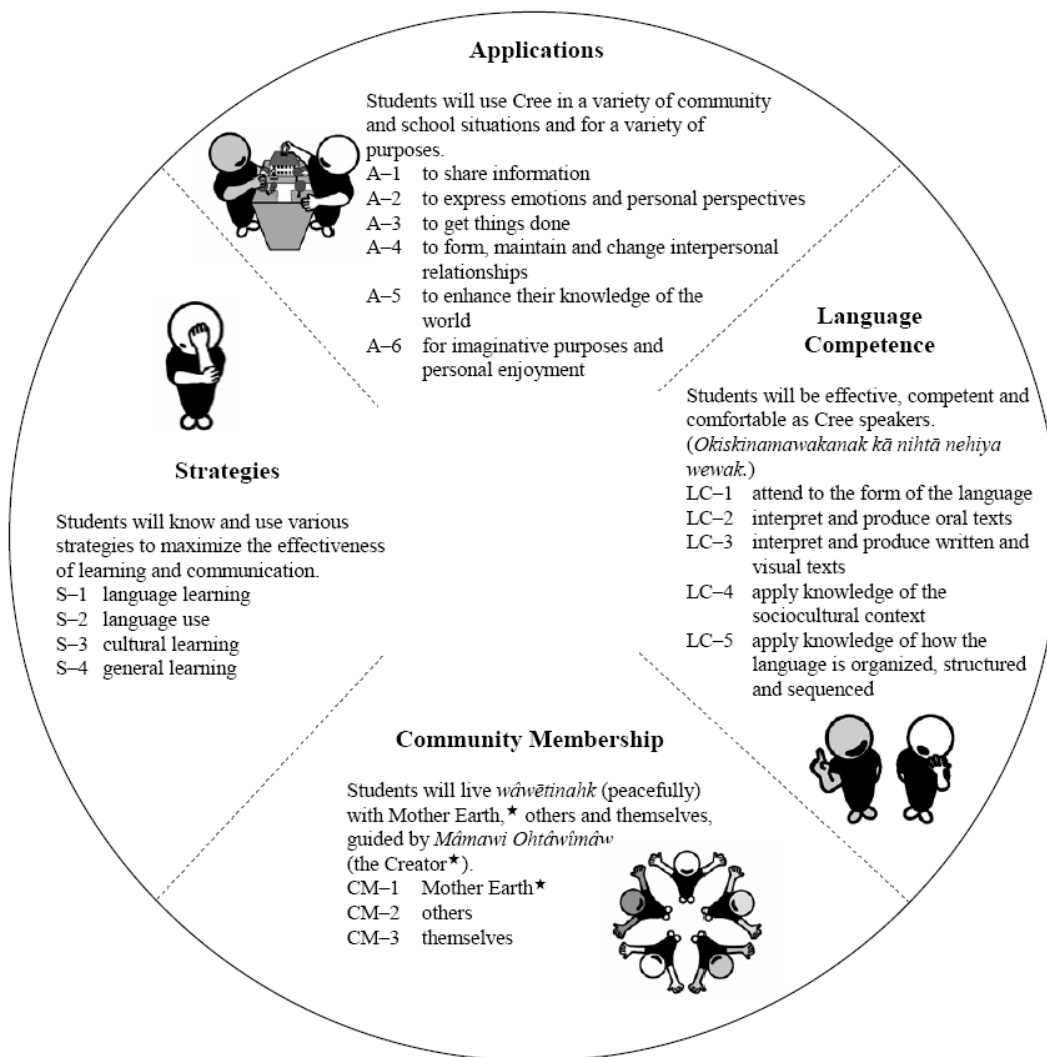 Applications
Students will use Cree in a variety of community
and school situations and for a variety of
purposes.
A–1 to share information
A–2 to express emotions and personal perspectives
A–3 to get things done
A–4 to form, maintain and change interpersonal
relationships
A–5 to enhance their knowledge of the
world
A–6 for imaginative purposes and
personal enjoyment
Language
Competence
Students will be effective, competent and
comfortable as Cree speakers.
(Okiskinamawakanak kā nihtā nehiya
wewak.)
LC–1 attend to the form of the language
LC–2 interpret and produce oral texts
LC–3 interpret and produce written and
visual texts
LC–4 apply knowledge of the
sociocultural context
LC–5 apply knowledge of how the
language is organized, structured
and sequenced
Strategies
Students will know and use various
strategies to maximize the effectiveness
of learning and communication.
S–1 language learning
S–2 language use
S–3 cultural learning
S–4 general learning
Community Membership
Students will live wâwētinahk (peacefully)
with Mother Earth,★ others and themselves,
guided by Mâmawi Ohtâwîmâw
(the Creator★).
CM–1 Mother Earth★
CM–2 others
CM–3 themselves